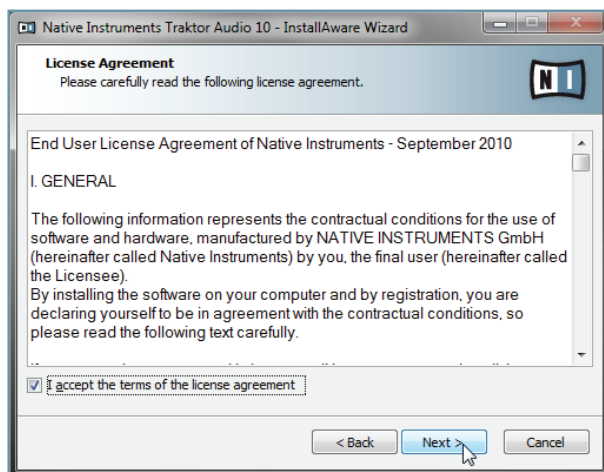 Native Instruments Traktor Audio 10 - InstallAware Wizard
License Agreement
Please carefully read the following license agreement.
N I
End User License Agreement of Native Instruments - September 2010
I. GENERAL
The following information represents the contractual conditions for the use of
software and hardware, manufactured by NATIVE INSTRUMENTS GmbH
(hereinafter called Native Instruments) by you, the final user (hereinafter called
the Licensee).
By installing the software on your computer and by registration, you are
declaring yourself to be in agreement with the contractual conditions, so
please read the following text carefully.
I accept the terms of the license agreement
< Back
Next >
Cancel